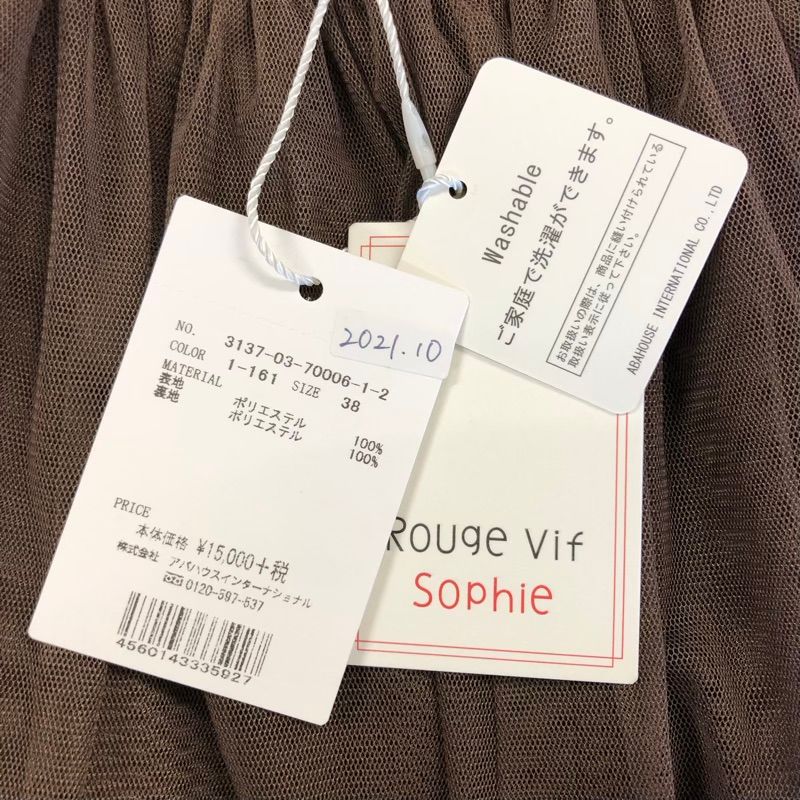 NO. 3137-03-70006-1-2
COLOR 1-161 SIZE 38
MATERIAL
表地 ポリエステル 100%
裏地 ポリエステル 100%
2021.10
PRICE
本体価格 ¥15,000+税
株式会社 アバハウスインターナショナル
0120-597-537
4560143335927
Washable
ご家庭で洗濯ができます。
お取扱いの際は、商品に縫い付けられている
取扱い表示に従って下さい。
ABAHOUSE INTERNATIONAL CO.,LTD
Rouge Vif
Sophie